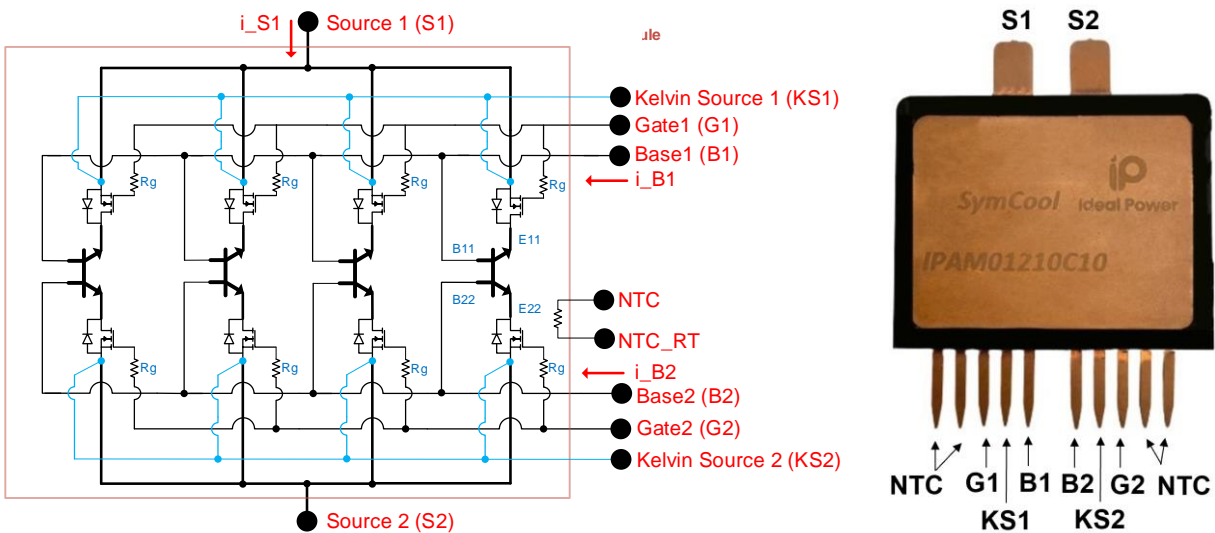 i_S1
Source 1 (S1)
ule
Kelvin Source 1 (KS1)
Gate1 (G1)
Base1 (B1)
i_B1
Rg
Rg
Rg
Rg
B11
E11
B22
E22
NTC
NTC_RT
Rg
Rg
Rg
Rg
i_B2
Base2 (B2)
Gate2 (G2)
Kelvin Source 2 (KS2)
Source 2 (S2)
S1 S2
iP
SymCool Ideal Power
IPAM01210C10
NTC G1 B1 B2 G2 NTC
KS1 KS2